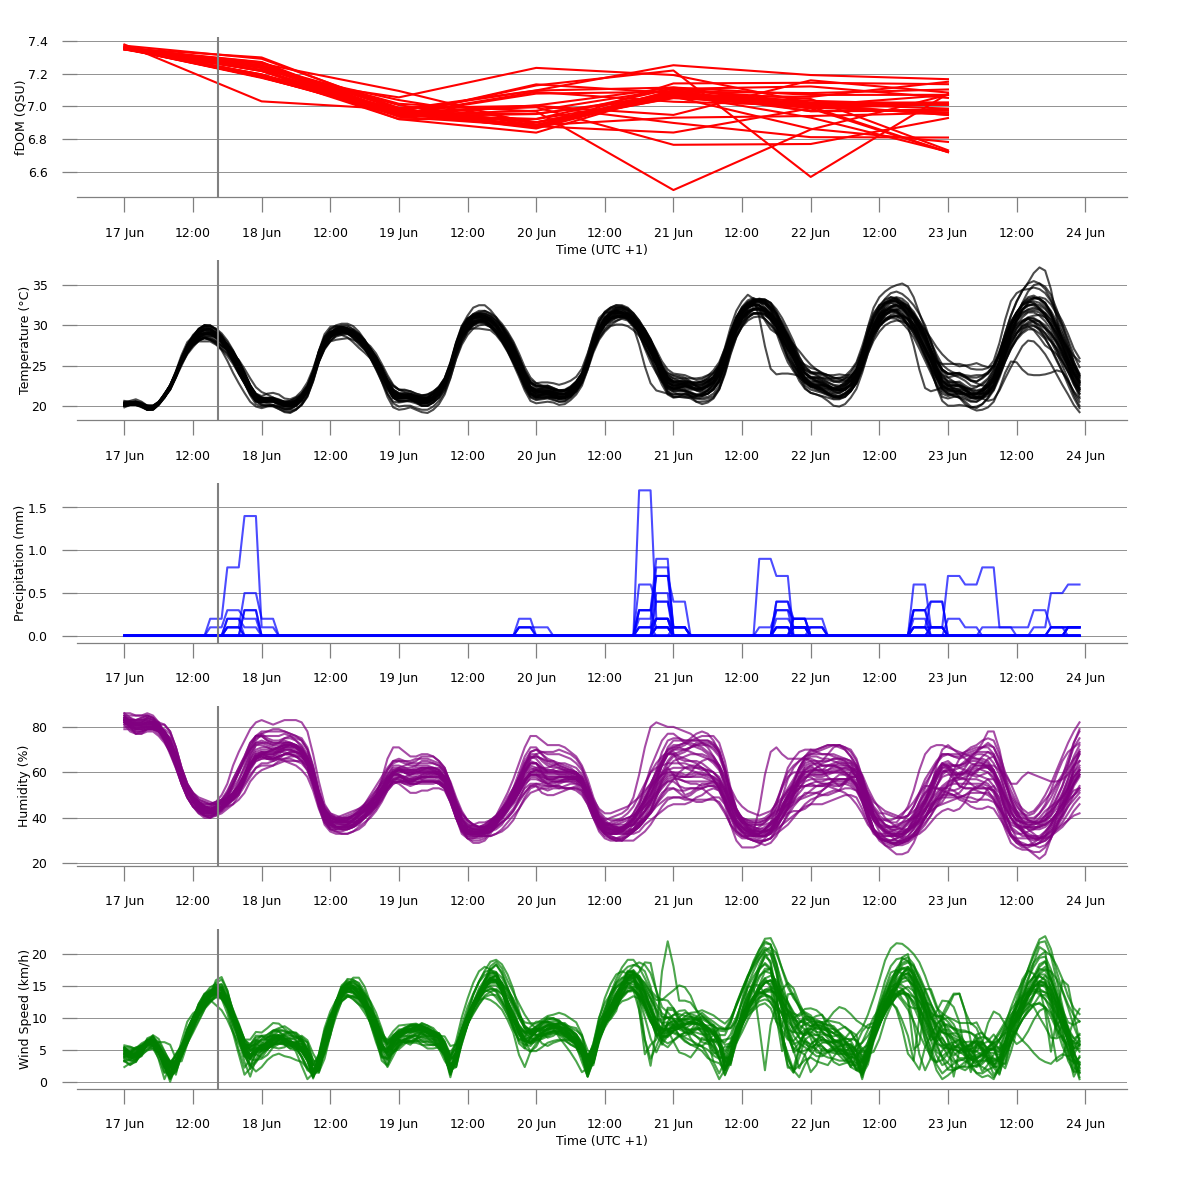 fDOM (QSU)
7.4
7.2
7.0
6.8
6.6
17 Jun 12:00 18 Jun 12:00 19 Jun 12:00 20 Jun 12:00 21 Jun 12:00 22 Jun 12:00 23 Jun 12:00 24 Jun
Time (UTC +1)
Temperature (°C)
35
30
25
20
17 Jun 12:00 18 Jun 12:00 19 Jun 12:00 20 Jun 12:00 21 Jun 12:00 22 Jun 12:00 23 Jun 12:00 24 Jun
Precipitation (mm)
1.5
1.0
0.5
0.0
17 Jun 12:00 18 Jun 12:00 19 Jun 12:00 20 Jun 12:00 21 Jun 12:00 22 Jun 12:00 23 Jun 12:00 24 Jun
Humidity (%)
80
60
40
20
17 Jun 12:00 18 Jun 12:00 19 Jun 12:00 20 Jun 12:00 21 Jun 12:00 22 Jun 12:00 23 Jun 12:00 24 Jun
Wind Speed (km/h)
20
15
10
5
0
17 Jun 12:00 18 Jun 12:00 19 Jun 12:00 20 Jun 12:00 21 Jun 12:00 22 Jun 12:00 23 Jun 12:00 24 Jun
Time (UTC +1)